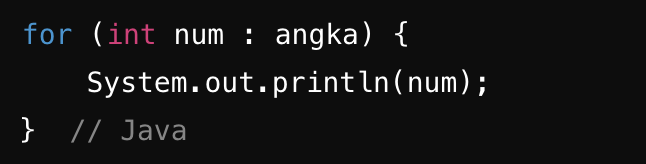 for (int num : angka) {
    System.out.println(num);
}  // Java